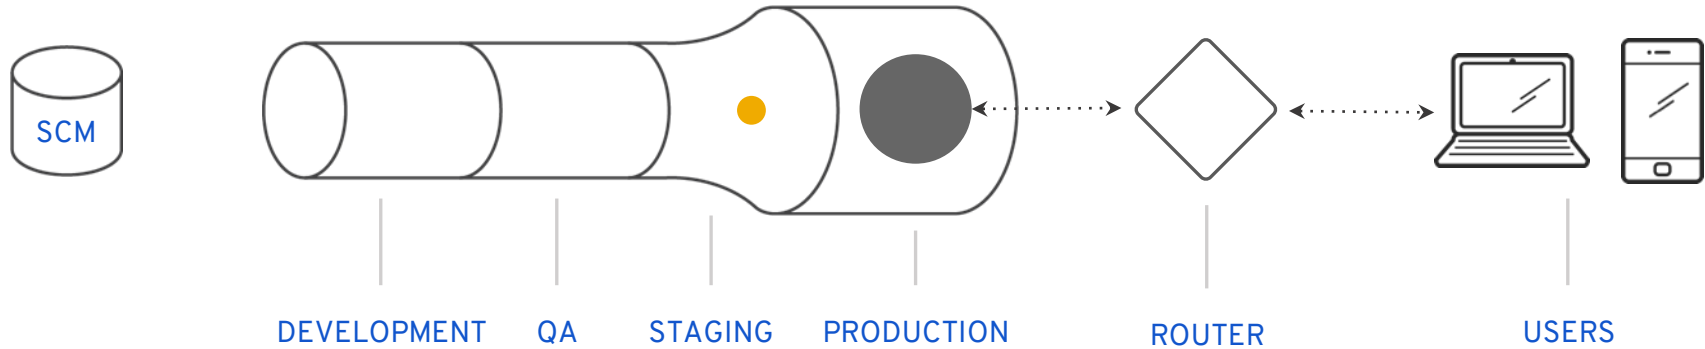 SCM
DEVELOPMENT
QA
STAGING
PRODUCTION
ROUTER
USERS